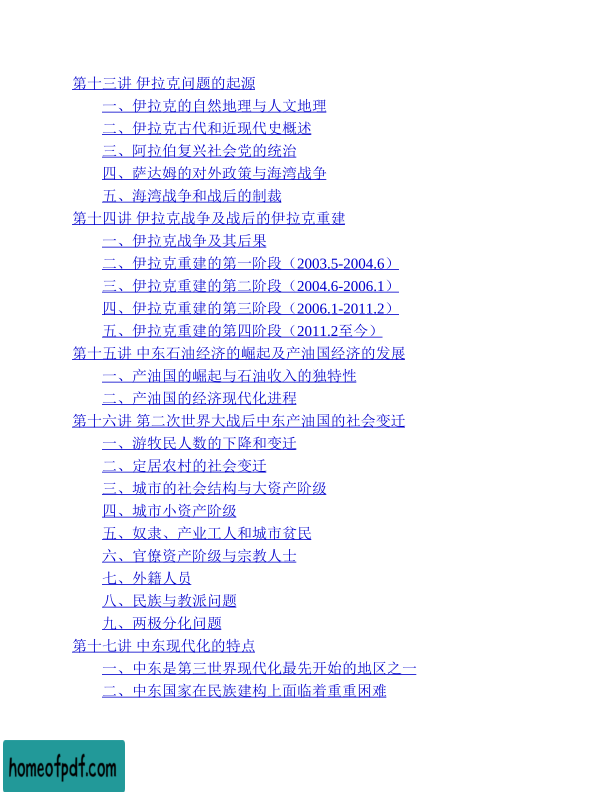 第十三讲 伊拉克问题的起源
一、伊拉克的自然地理与人文地理
二、伊拉克古代和近现代史概述
三、阿拉伯复兴社会党的统治
四、萨达姆的对外政策与海湾战争
五、海湾战争和战后的制裁
第十四讲 伊拉克战争及战后的伊拉克重建
一、伊拉克战争及其后果
二、伊拉克重建的第一阶段（2003.5-2004.6）
三、伊拉克重建的第二阶段（2004.6-2006.1）
四、伊拉克重建的第三阶段（2006.1-2011.2）
五、伊拉克重建的第四阶段（2011.2至今）
第十五讲 中东石油经济的崛起及产油国经济的发展
一、产油国的崛起与石油收入的独特性
二、产油国的经济现代化进程
第十六讲 第二次世界大战后中东产油国的社会变迁
一、游牧民人数的下降和变迁
二、定居农村的社会变迁
三、城市的社会结构与大资产阶级
四、城市小资产阶级
五、奴隶、产业工人和城市贫民
六、官僚资产阶级与宗教人士
七、外籍人员
八、民族与教派问题
九、两极分化问题
第十七讲 中东现代化的特点
一、中东是第三世界现代化最先开始的地区之一
二、中东国家在民族建构上面临着重重困难
homeofpdf.com